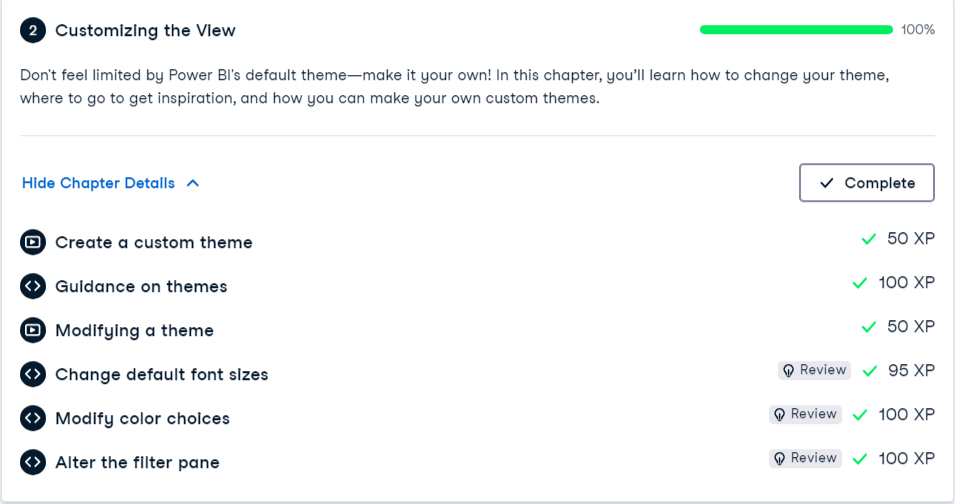 2 Customizing the View 100%
Don't feel limited by Power BI's default theme—make it your own! In this chapter, you'll learn how to change your theme,
where to go to get inspiration, and how you can make your own custom themes.
Hide Chapter Details Complete
Create a custom theme 50 XP
Guidance on themes 100 XP
Modifying a theme 50 XP
Change default font sizes Review 95 XP
Modify color choices Review 100 XP
Alter the filter pane Review 100 XP